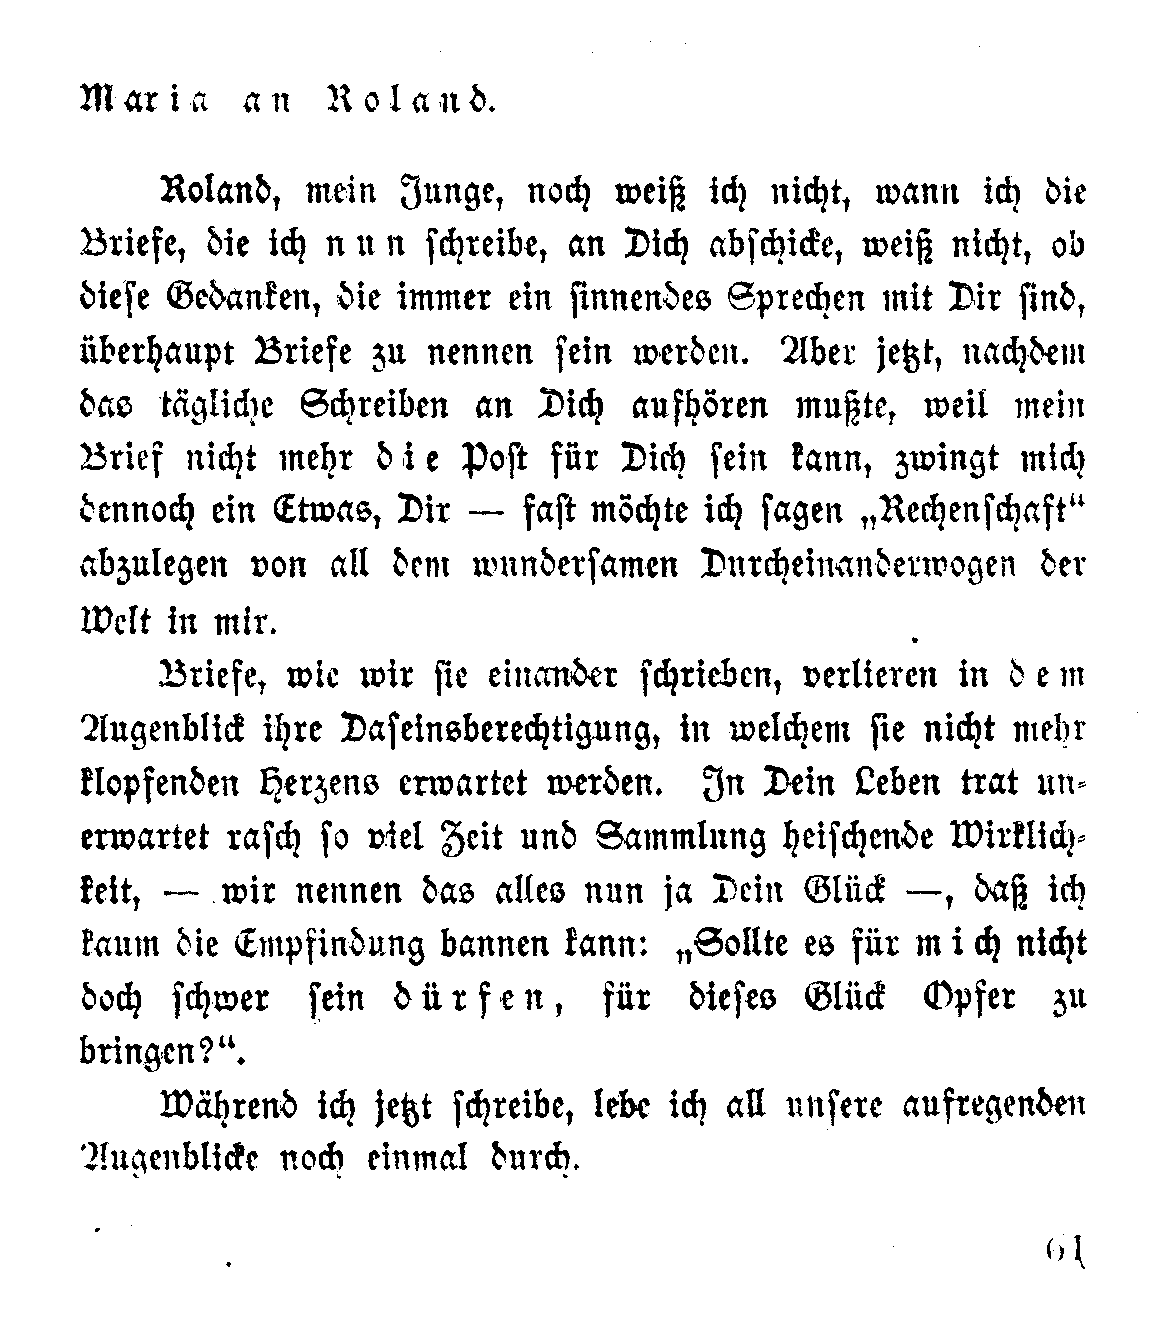 Maria an Roland.
Roland, mein Junge, noch weiß ich nicht, wann ich die
Briefe, die ich nun schreibe, an Dich abschicke, weiß nicht, ob
diese Gedanken, die immer ein sinnendes Sprechen mit Dir sind,
überhaupt Briefe zu nennen sein werden. Aber jetzt, nachdem
das tägliche Schreiben an Dich aufhören mußte, weil mein
Brief nicht mehr die Post für Dich sein kann, zwingt mich
dennoch ein Etwas, Dir — fast möchte ich sagen „Rechenschaft“
abzulegen von all dem wundersamen Durcheinanderwogen der
Welt in mir.
Briefe, wie wir sie einander schrieben, verlieren in dem
Augenblick ihre Daseinsberechtigung, in welchem sie nicht mehr
klopfenden Herzens erwartet werden. In Dein Leben trat un-
erwartet rasch so viel Zeit und Sammlung heischende Wirklich-
keit, — wir nennen das alles nun ja Dein Glück —, daß ich
kaum die Empfindung bannen kann: „Sollte es für mich nicht
doch schwer sein dürfen, für dieses Glück Opfer zu
bringen?“.
Während ich jetzt schreibe, lebe ich all unsere aufregenden
Augenblicke noch einmal durch.
61